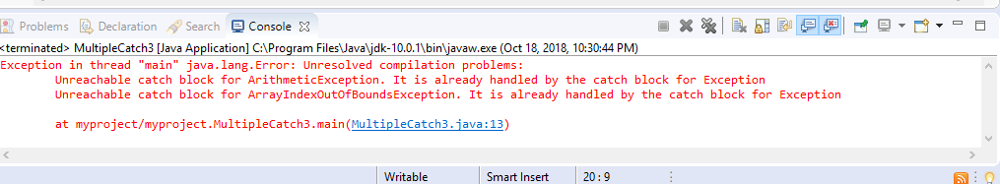 Problems Declaration Search Console
<terminated> MultipleCatch3 [Java Application] C:\Program Files\Java\jdk-10.0.1\bin\javaw.exe (Oct 18, 2018, 10:30:44 PM)
Exception in thread "main" java.lang.Error: Unresolved compilation problems:
Unreachable catch block for ArithmeticException. It is already handled by the catch block for Exception
Unreachable catch block for ArrayIndexOutOfBoundsException. It is already handled by the catch block for Exception
at myproject/myproject.MultipleCatch3.main(MultipleCatch3.java:13)
Writable Smart Insert 20 : 9